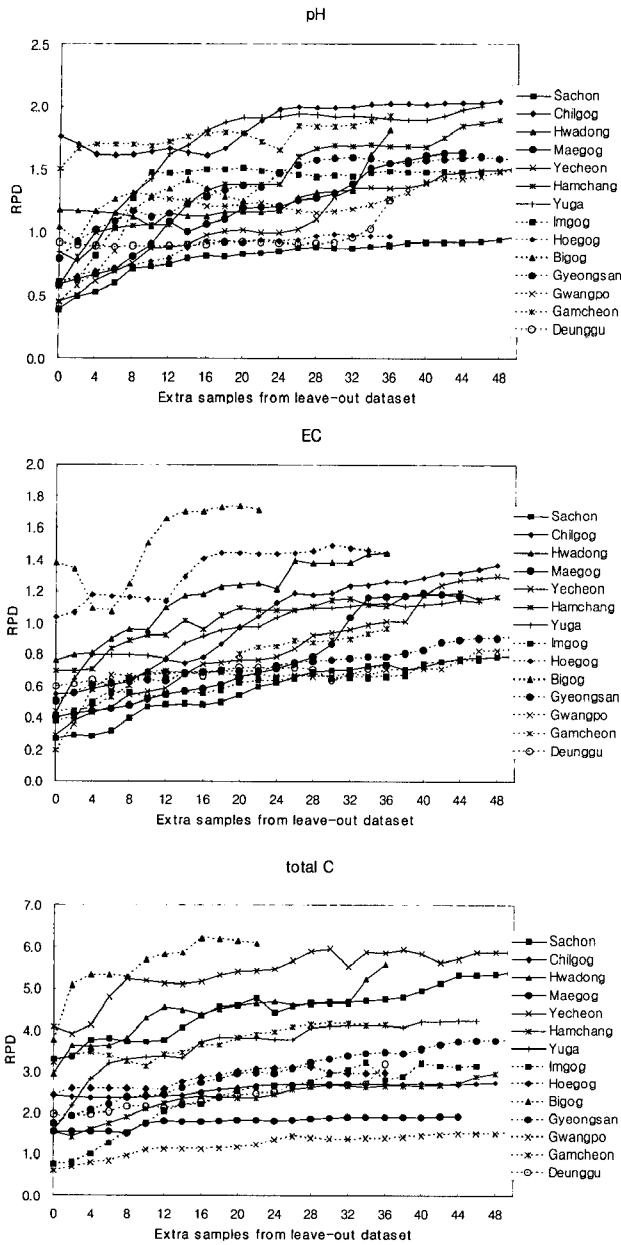 pH
2.5
2.0
1.5
1.0
0.5
0.0
RPD
0 4 8 12 16 20 24 28 32 36 40 44 48
Extra samples from leave-out dataset
Sachon
Chilgog
Hwadong
Maegog
Yecheon
Hamchang
Yuga
Imgog
Hoegog
Bigog
Gyeongsan
Gwangpo
Gamcheon
Deunggu
EC
2.0
1.8
1.6
1.4
1.2
1.0
0.8
0.6
0.4
0.2
0.0
RPD
0 4 8 12 16 20 24 28 32 36 40 44 48
Extra samples from leave-out dataset
Sachon
Chilgog
Hwadong
Maegog
Yecheon
Hamchang
Yuga
Imgog
Hoegog
Bigog
Gyeongsan
Gwangpo
Gamcheon
Deunggu
total C
7.0
6.0
5.0
4.0
3.0
2.0
1.0
0.0
RPD
0 4 8 12 16 20 24 28 32 36 40 44 48
Extra samples from leave-out dataset
Sachon
Chilgog
Hwadong
Maegog
Yecheon
Hamchang
Yuga
Imgog
Hoegog
Bigog
Gyeongsan
Gwangpo
Gamcheon
Deunggu